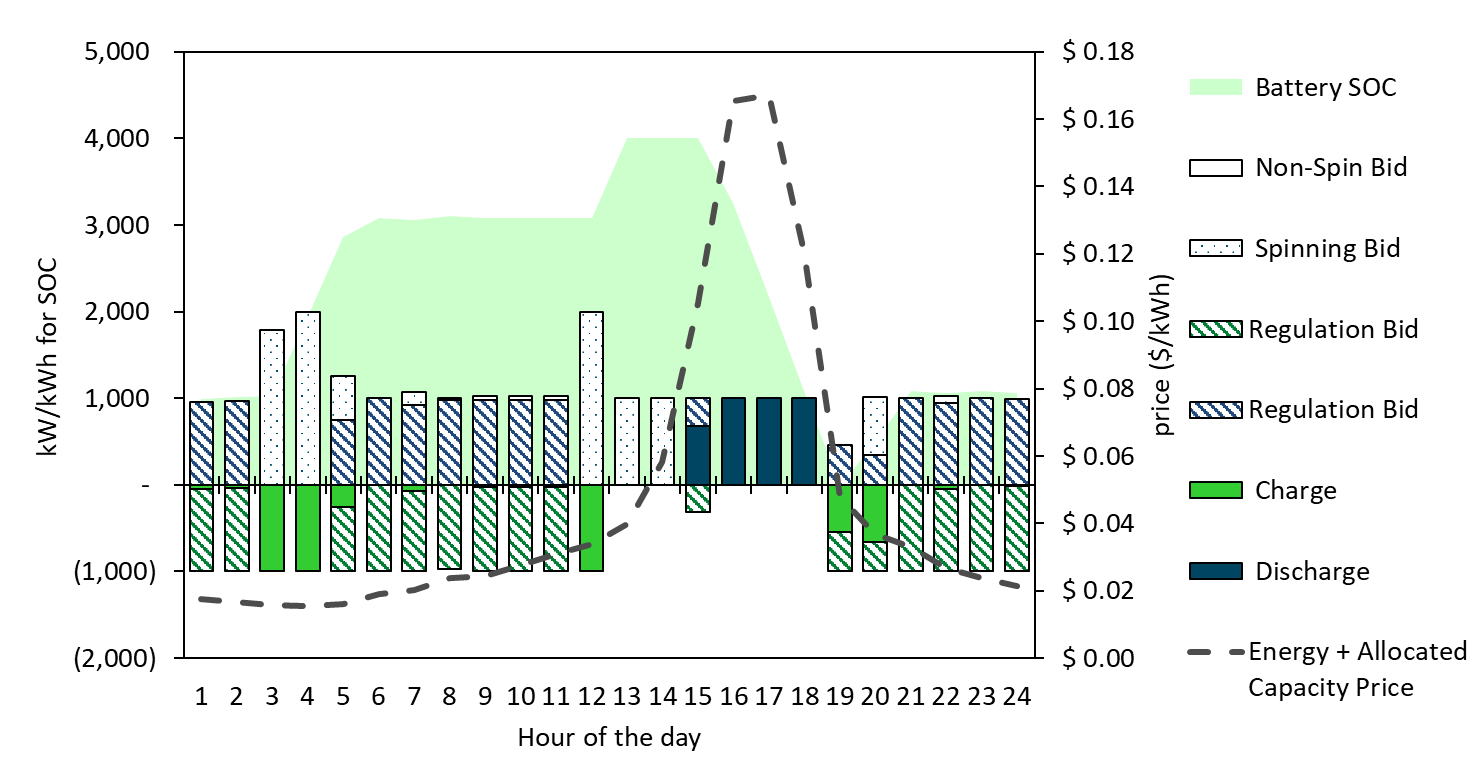 5,000
4,000
3,000
2,000
1,000
-
(1,000)
(2,000)
kW/kWh for SOC
1 2 3 4 5 6 7 8 9 10 11 12 13 14 15 16 17 18 19 20 21 22 23 24
Hour of the day
$ 0.18
$ 0.16
$ 0.14
$ 0.12
$ 0.10
$ 0.08
$ 0.06
$ 0.04
$ 0.02
$ 0.00
price ($/kWh)
Battery SOC
Non-Spin Bid
Spinning Bid
Regulation Bid
Regulation Bid
Charge
Discharge
Energy + Allocated
Capacity Price